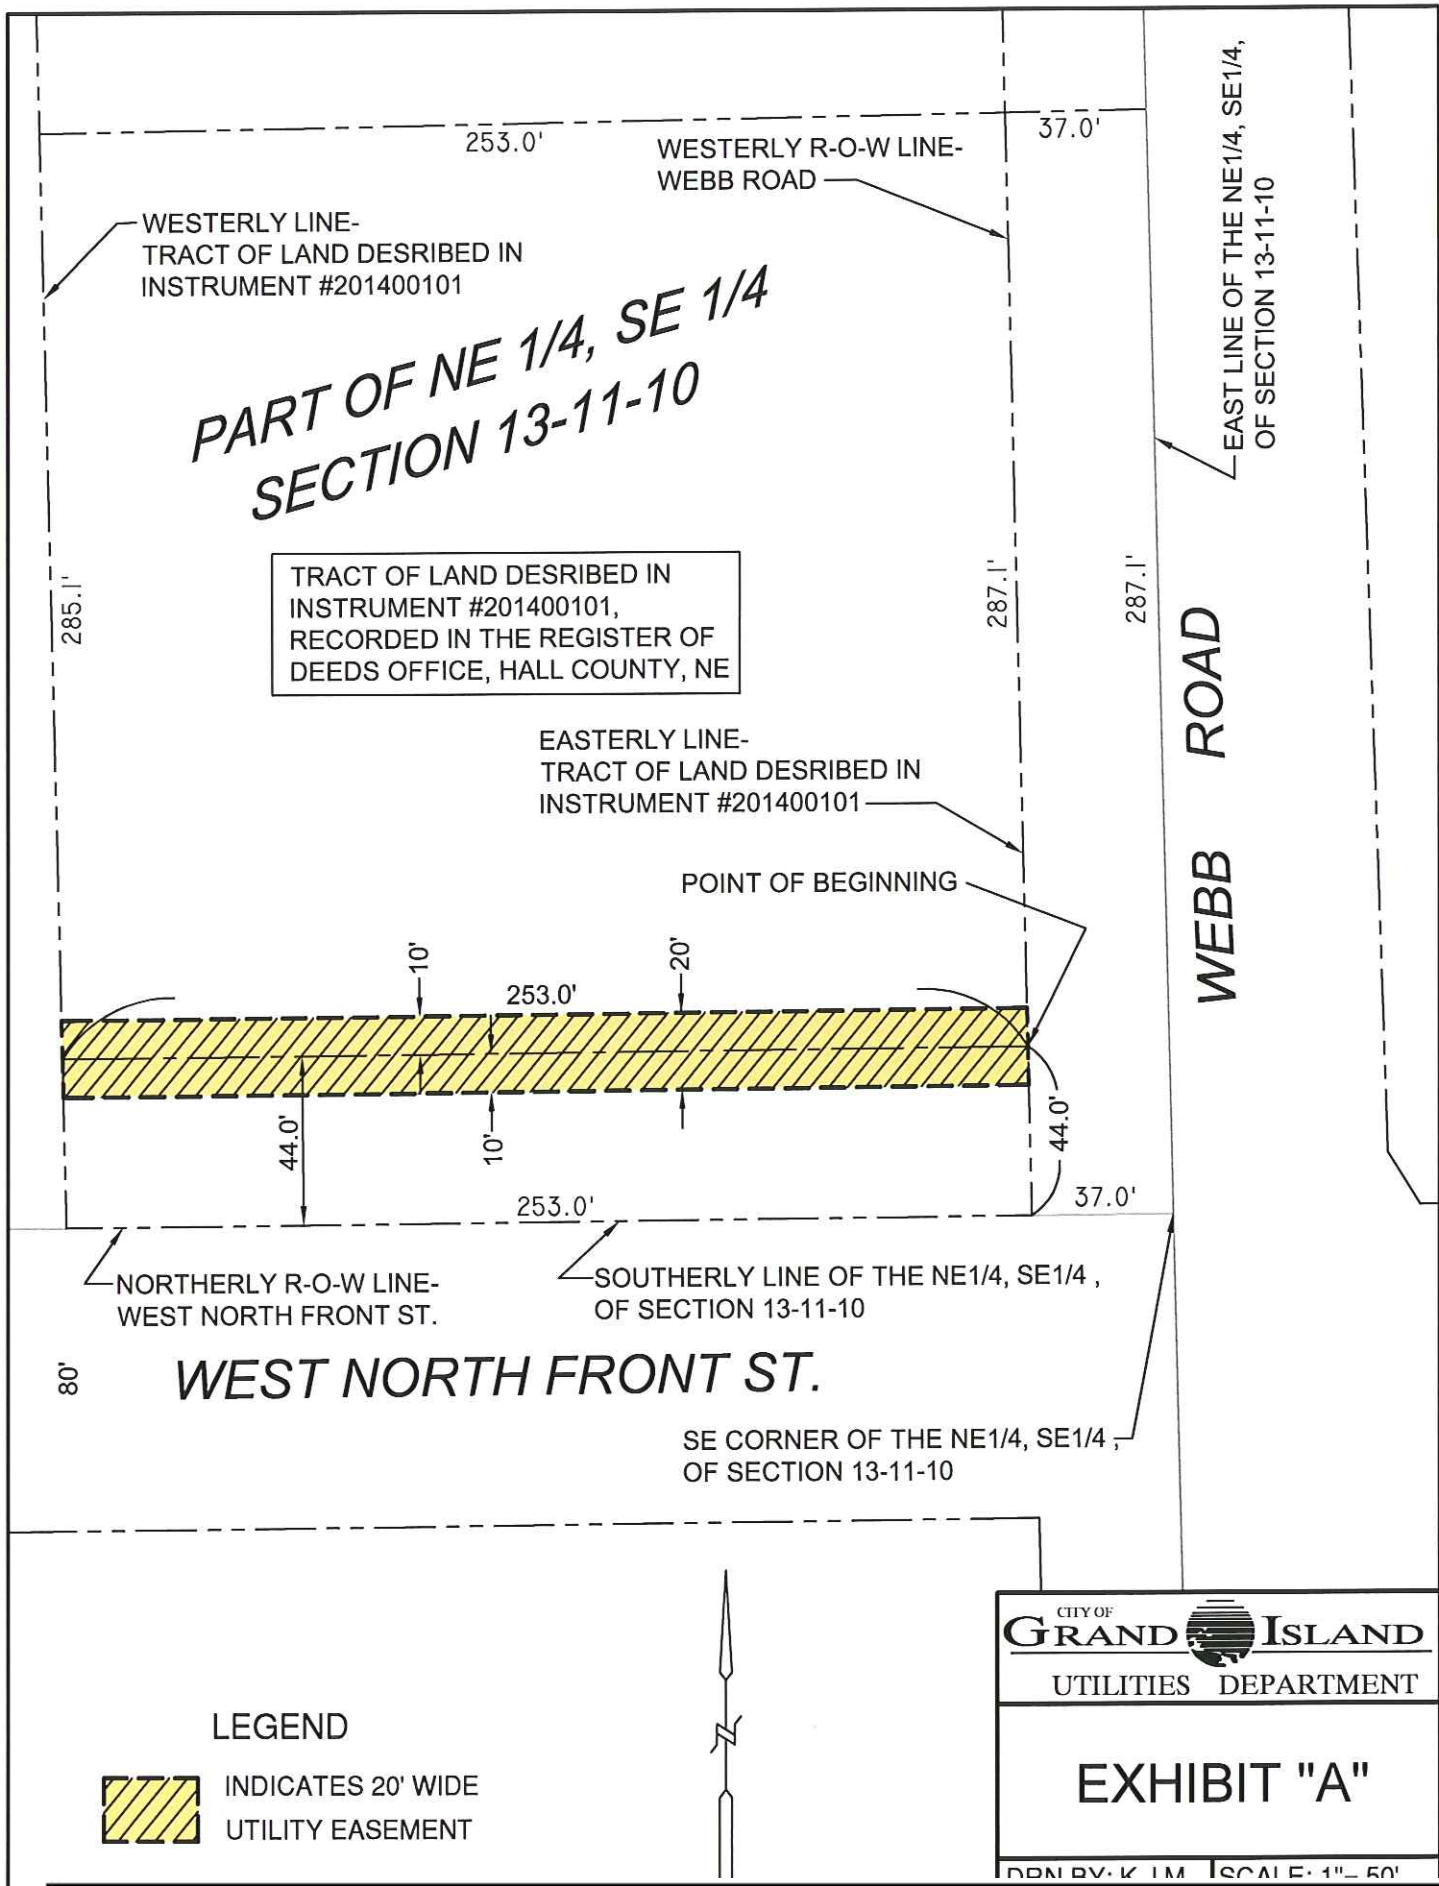 253.0'
37.0'
WESTERLY R-O-W LINE-
WEBB ROAD
WESTERLY LINE-
TRACT OF LAND DESRIBED IN
INSTRUMENT #201400101
EAST LINE OF THE NE1/4, SE1/4,
OF SECTION 13-11-10
PART OF NE 1/4, SE 1/4
SECTION 13-11-10
285.1'
287.1'
287.1'
TRACT OF LAND DESRIBED IN
INSTRUMENT #201400101,
RECORDED IN THE REGISTER OF
DEEDS OFFICE, HALL COUNTY, NE
WEBB ROAD
EASTERLY LINE-
TRACT OF LAND DESRIBED IN
INSTRUMENT #201400101
POINT OF BEGINNING
10'
20'
253.0'
44.0'
10'
44.0'
253.0'
37.0'
NORTHERLY R-O-W LINE-
WEST NORTH FRONT ST.
SOUTHERLY LINE OF THE NE1/4, SE1/4 ,
OF SECTION 13-11-10
80'
WEST NORTH FRONT ST.
SE CORNER OF THE NE1/4, SE1/4 ,
OF SECTION 13-11-10
N
CITY OF
GRAND ISLAND
UTILITIES DEPARTMENT
LEGEND
INDICATES 20' WIDE
UTILITY EASEMENT
EXHIBIT "A"
DRN BY: K
SCALE: 1"= 50'